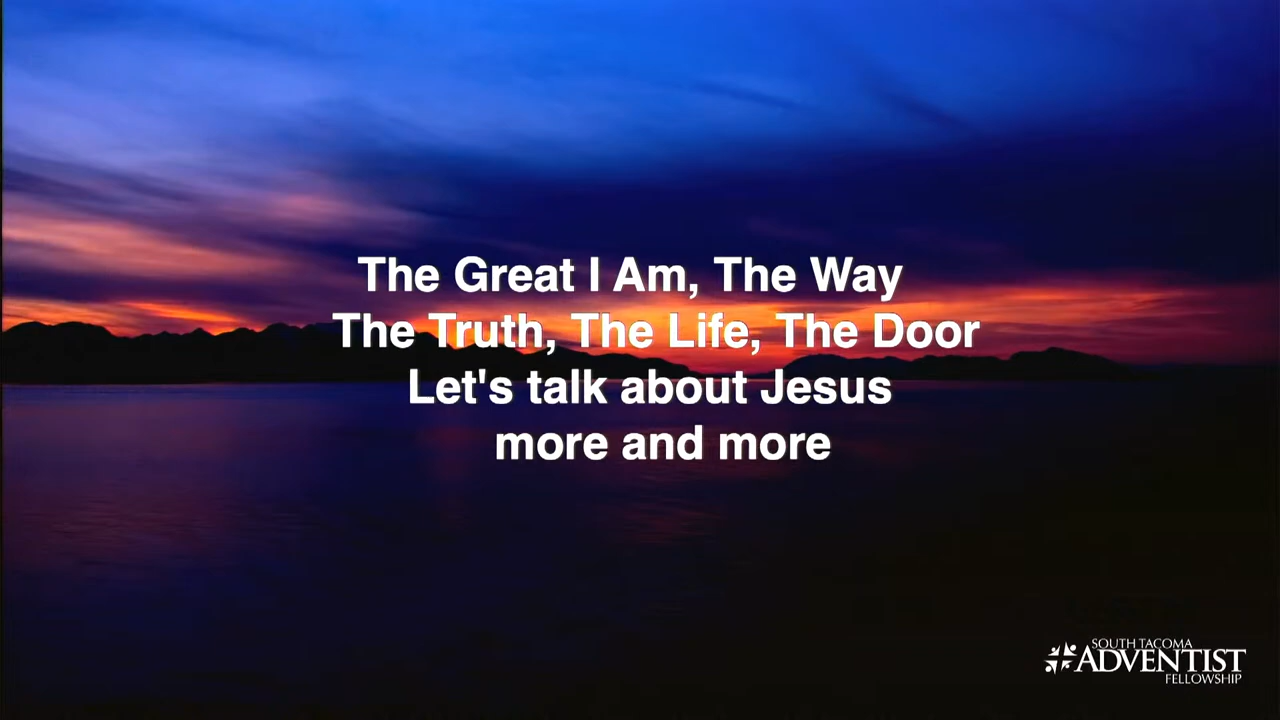 The Great I Am, The Way
The Truth, The Life, The Door
Let's talk about Jesus
more and more
SOUTH TACOMA
ADVENTIST
FELLOWSHIP